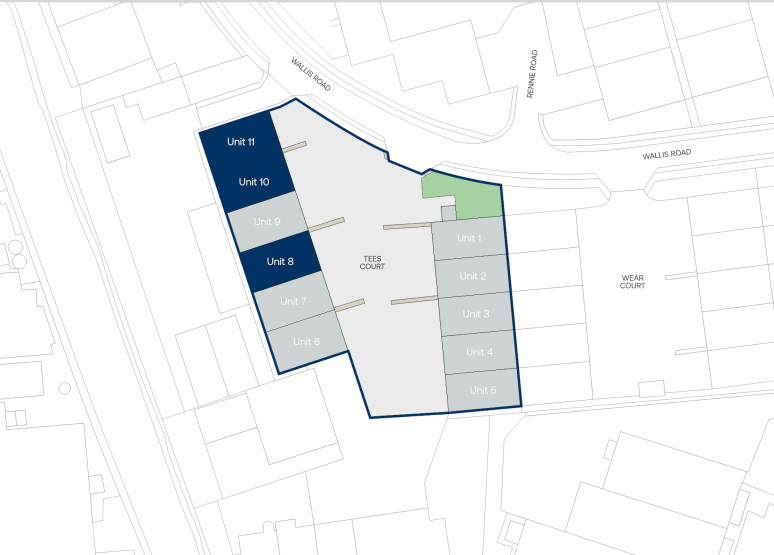 WALLIS ROAD
RENNIE ROAD
WALLIS ROAD
Unit 11
Unit 10
Unit 9
Unit 8
Unit 7
Unit 6
TEES
COURT
Unit 1
Unit 2
Unit 3
Unit 4
Unit 5
WEAR
COURT